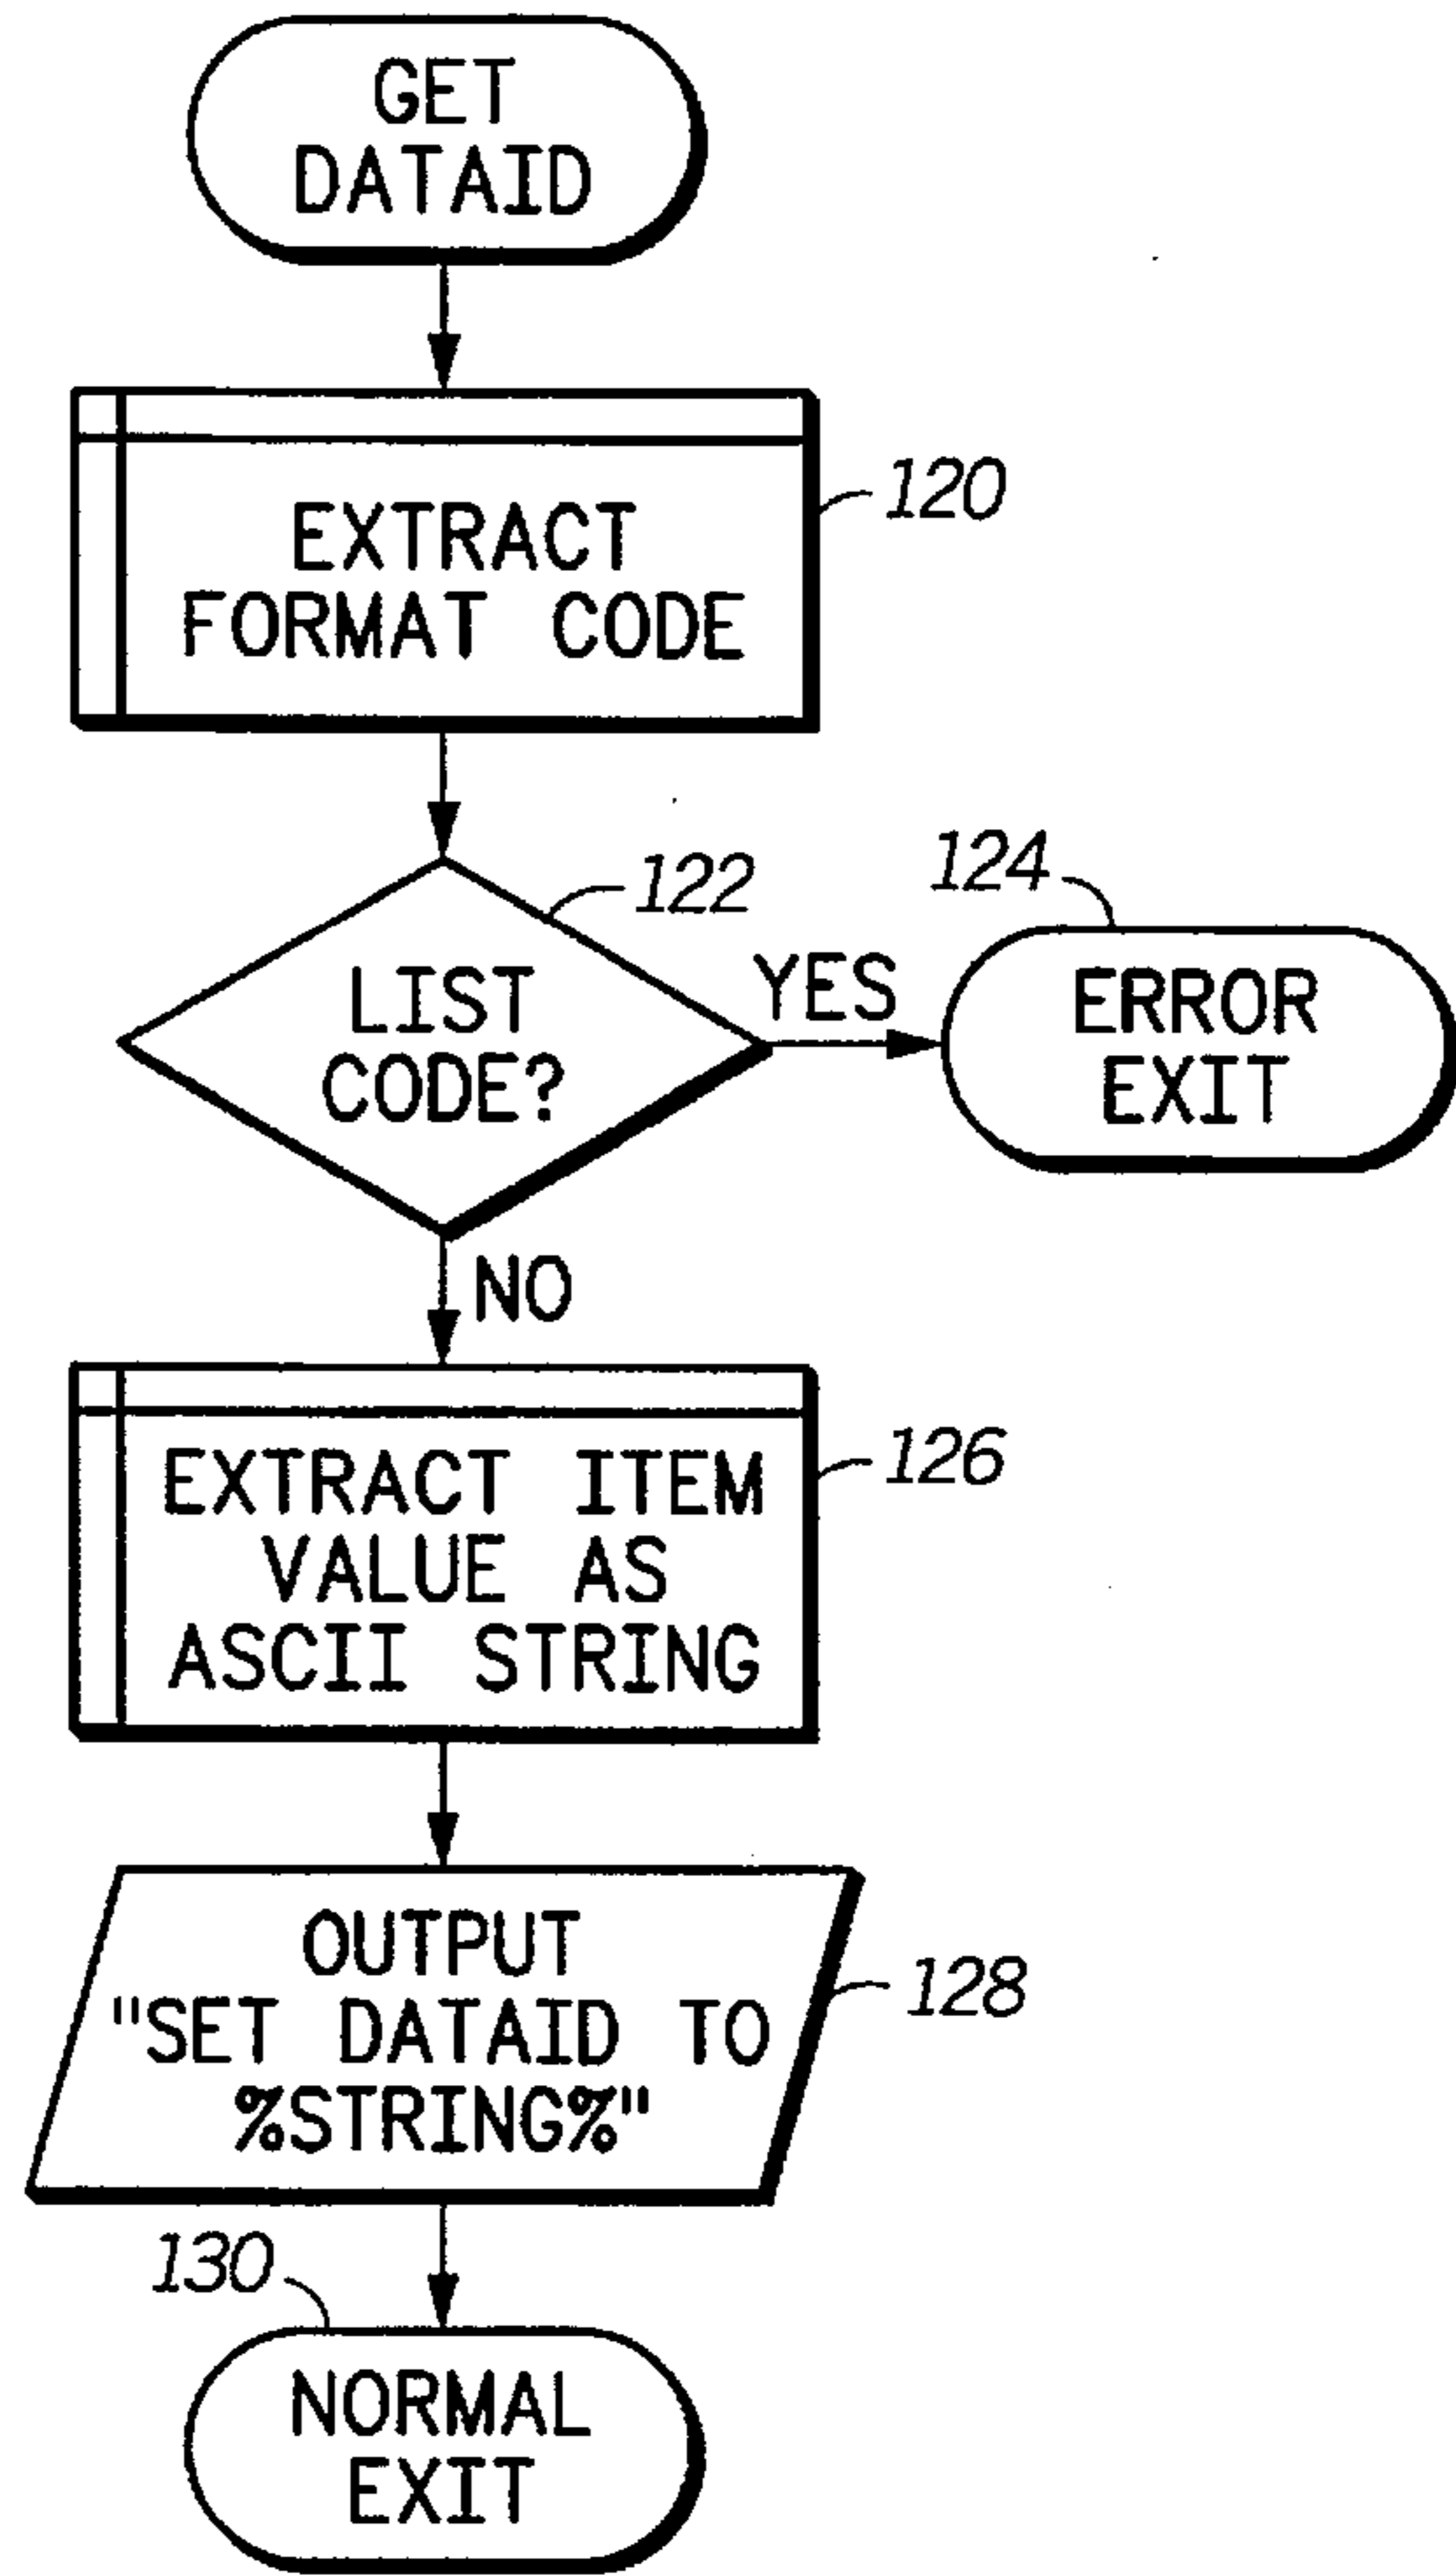 GET
DATAID
EXTRACT
FORMAT CODE
120
LIST
CODE?
122
YES
124
ERROR
EXIT
NO
EXTRACT ITEM
VALUE AS
ASCII STRING
126
OUTPUT
"SET DATAID TO
%STRING%"
128
130
NORMAL
EXIT